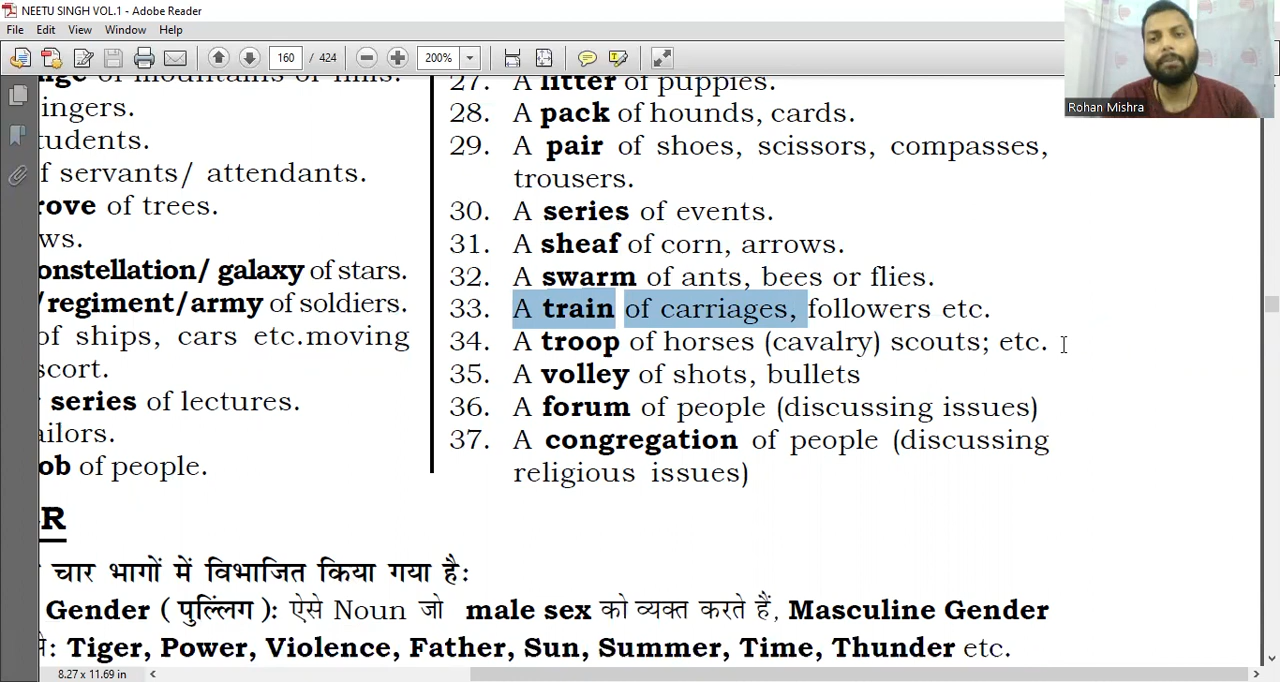 NEETU SINGH VOL.1 - Adobe Reader
File Edit View Window Help
160 / 424 200%
Rohan Mishra
of mountains or hills.
ingers.
tudents.
f servants/ attendants.
rove of trees.
ws.
onstellation/ galaxy of stars.
/regiment/army of soldiers.
of ships, cars etc.moving
scort.
series of lectures.
ailors.
ob of people.
27. A litter of puppies.
28. A pack of hounds, cards.
29. A pair of shoes, scissors, compasses,
trousers.
30. A series of events.
31. A sheaf of corn, arrows.
32. A swarm of ants, bees or flies.
33. A train of carriages, followers etc.
34. A troop of horses (cavalry) scouts; etc.
35. A volley of shots, bullets
36. A forum of people (discussing issues)
37. A congregation of people (discussing
religious issues)
R
चार भागों में विभाजित किया गया है:
Gender ( पुल्लिंग ): ऐसे Noun जो male sex को व्यक्त करते हैं, Masculine Gender
Tiger, Power, Violence, Father, Sun, Summer, Time, Thunder etc.
8.27 x 11.69 in